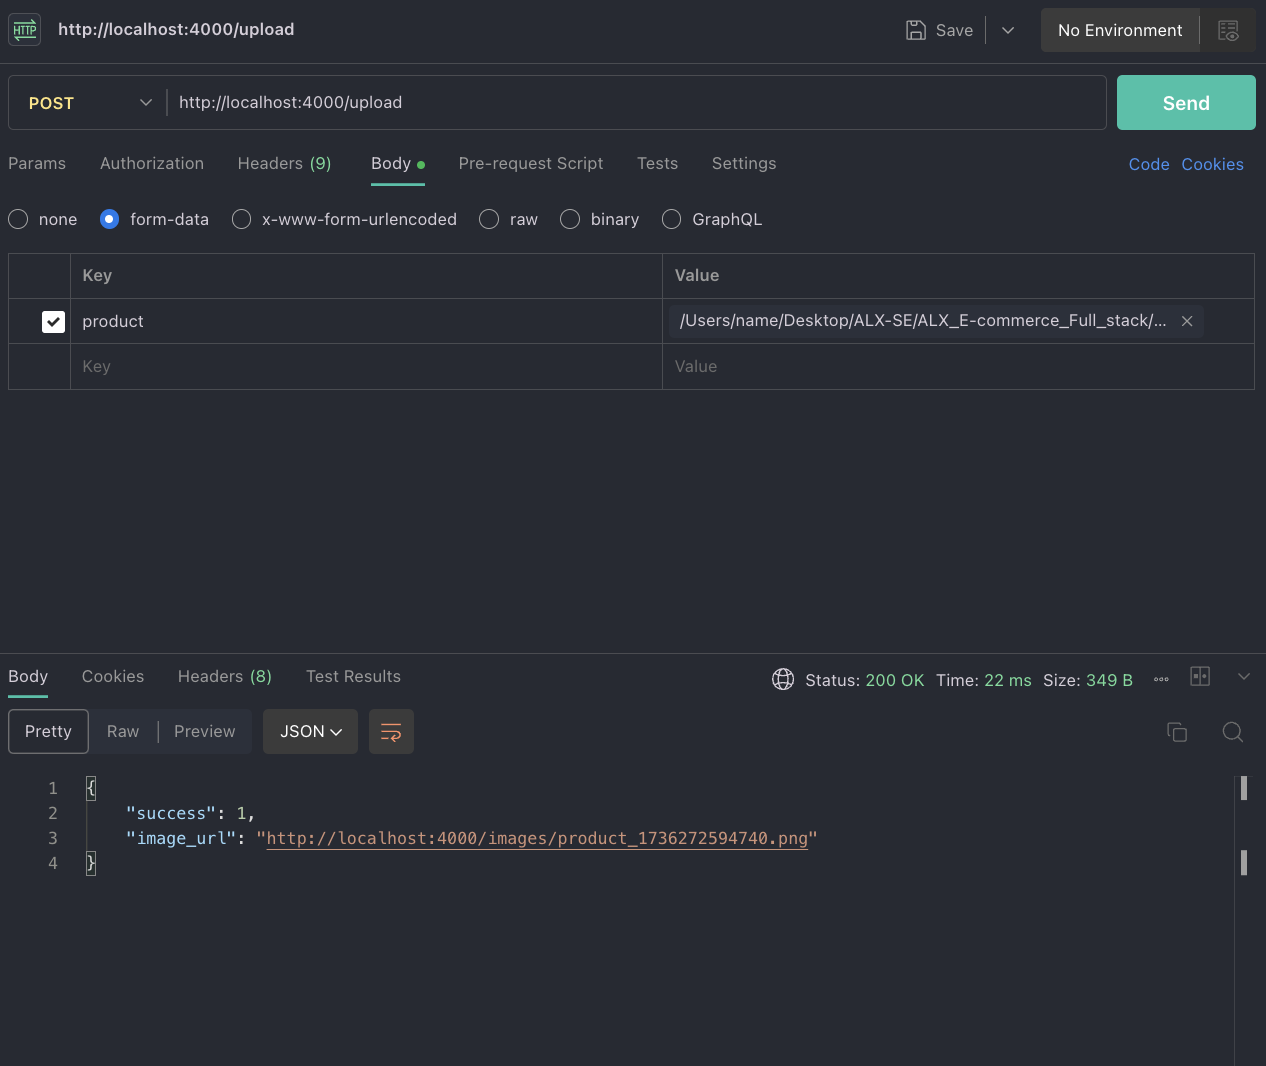 HTTP http://localhost:4000/upload Save No Environment
POST http://localhost:4000/upload Send
Params Authorization Headers (9) Body Pre-request Script Tests Settings Code Cookies
none form-data x-www-form-urlencoded raw binary GraphQL
Key Value
product /Users/name/Desktop/ALX-SE/ALX_E-commerce_Full_stack/...
Key Value
Body Cookies Headers (8) Test Results Status: 200 OK Time: 22 ms Size: 349 B
Pretty Raw Preview JSON
1 {
2 "success": 1,
3 "image_url": "http://localhost:4000/images/product_1736272594740.png"
4 }